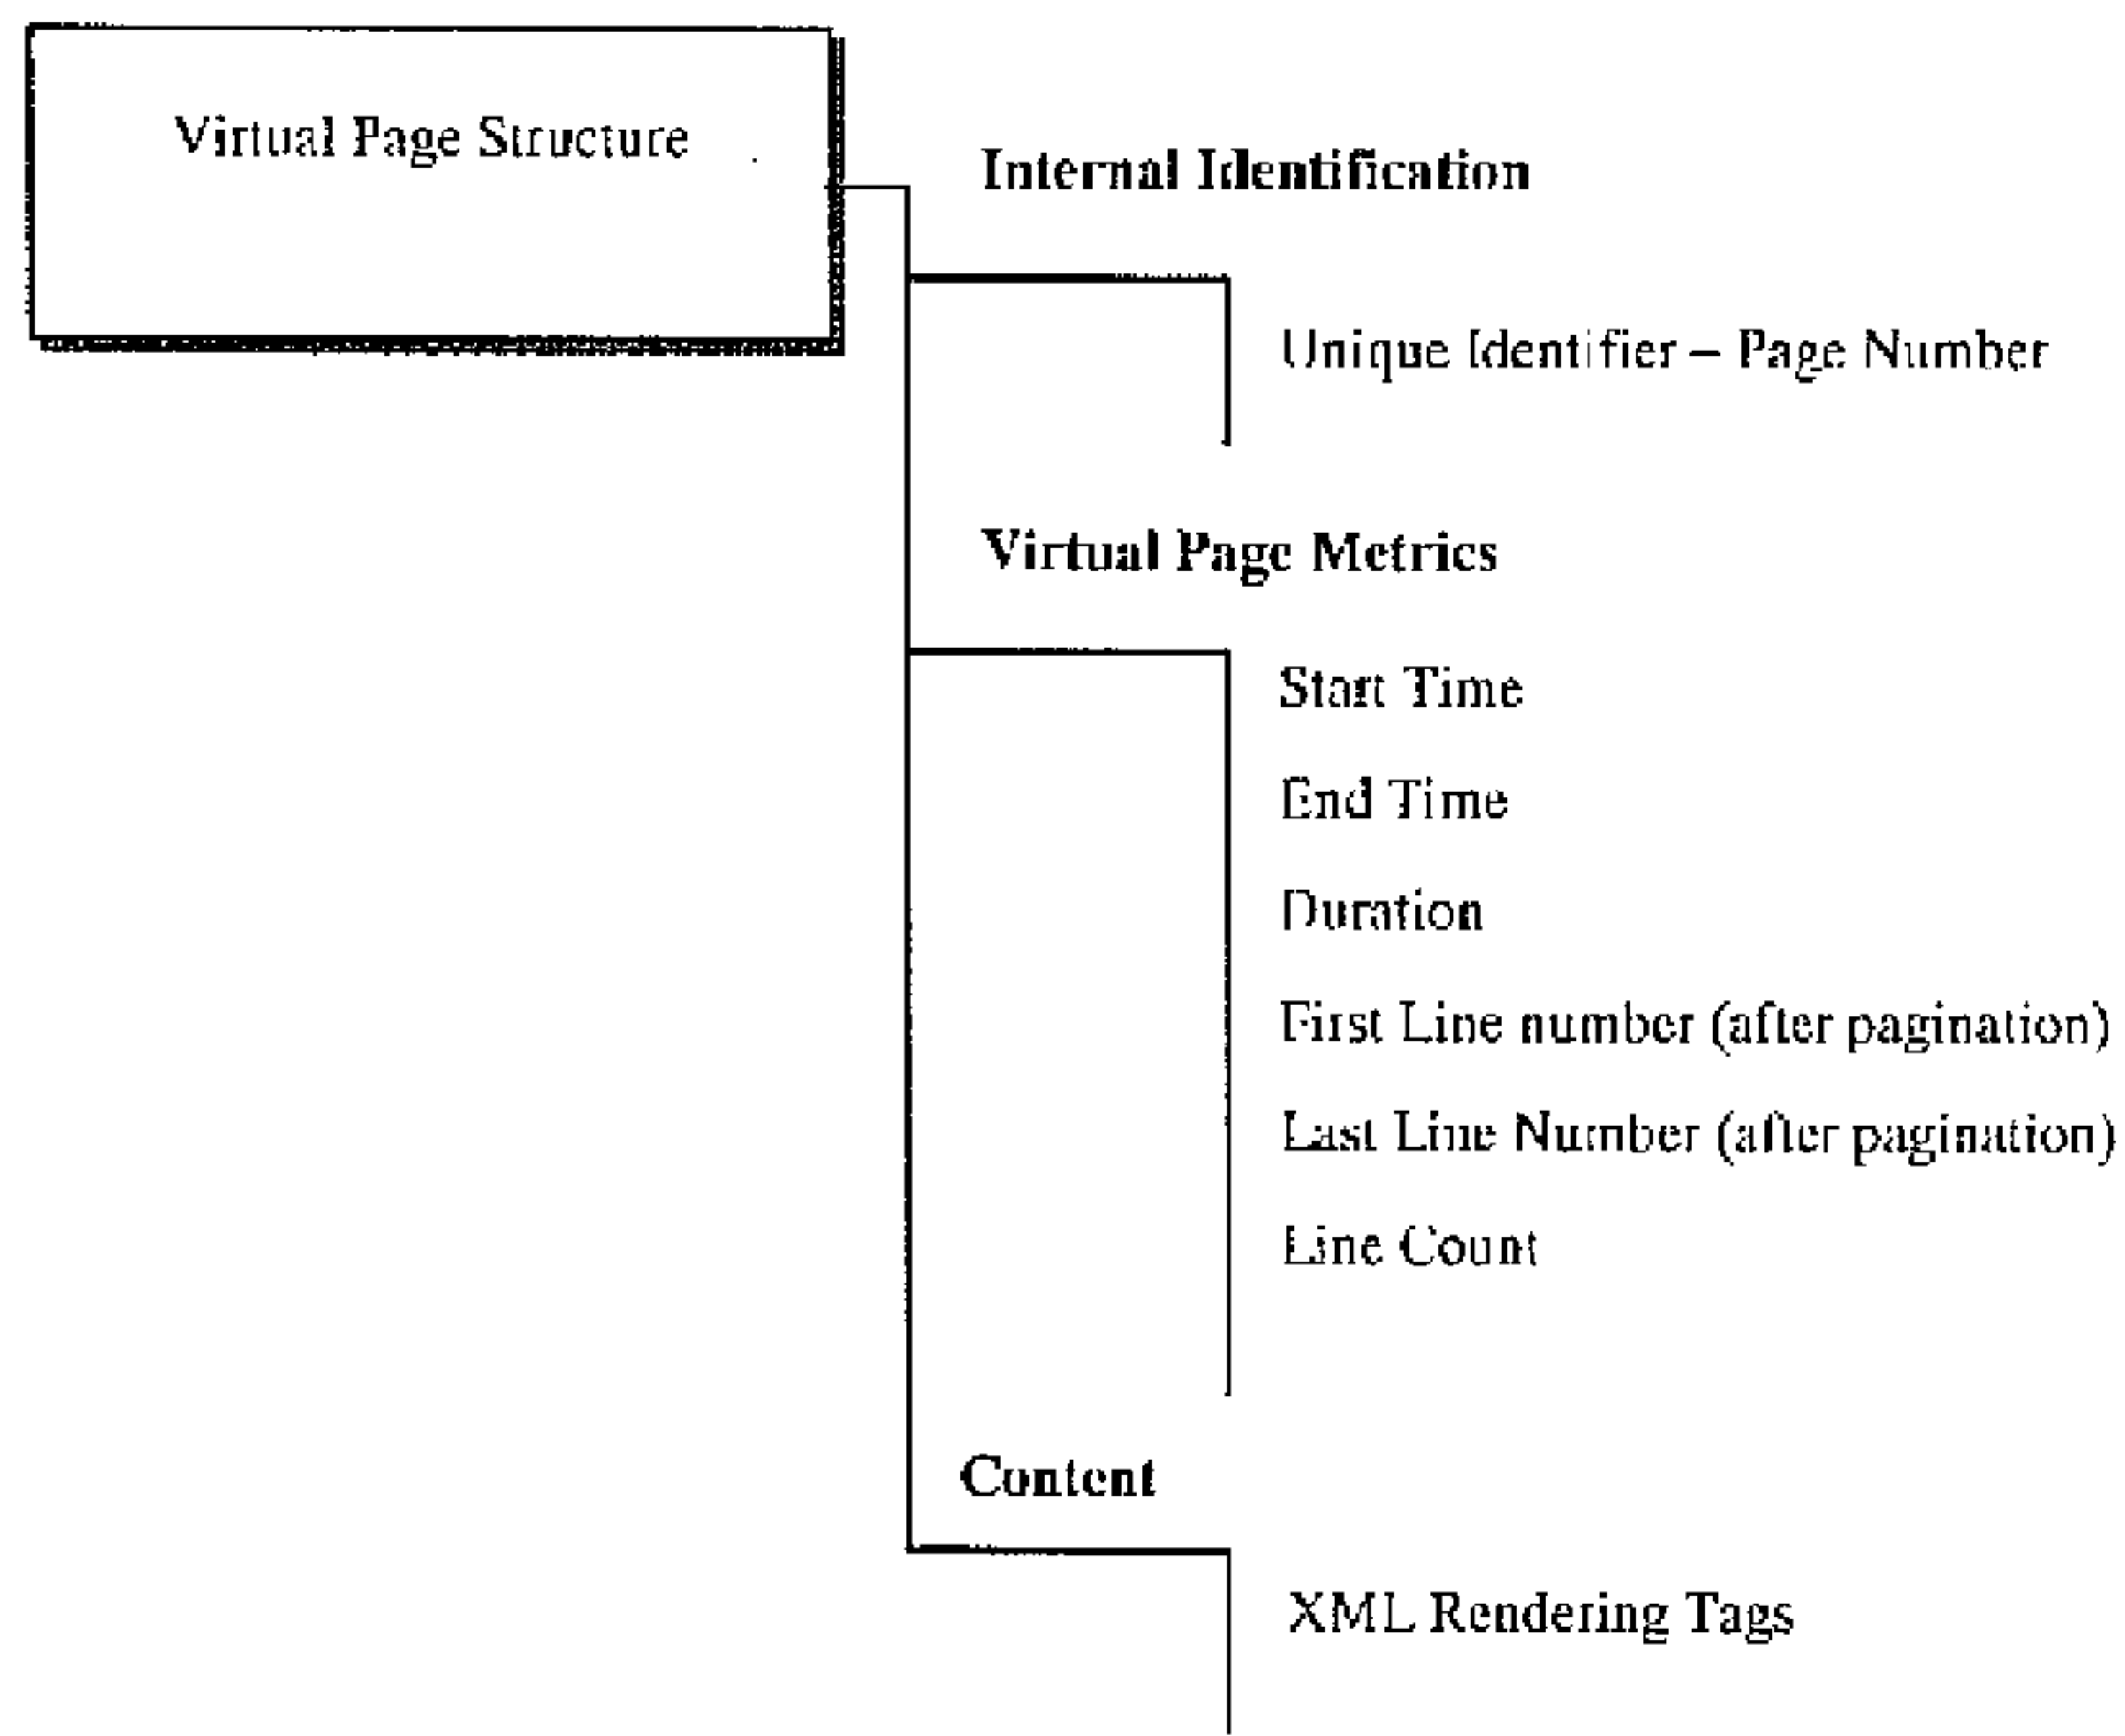 Virtual Page Structure
Internal Identification
Unique Identifier – Page Number
Virtual Page Metrics
Start Time
End Time
Duration
First Line number (after pagination)
Last Line Number (after pagination)
Line Count
Content
XML Rendering Tags